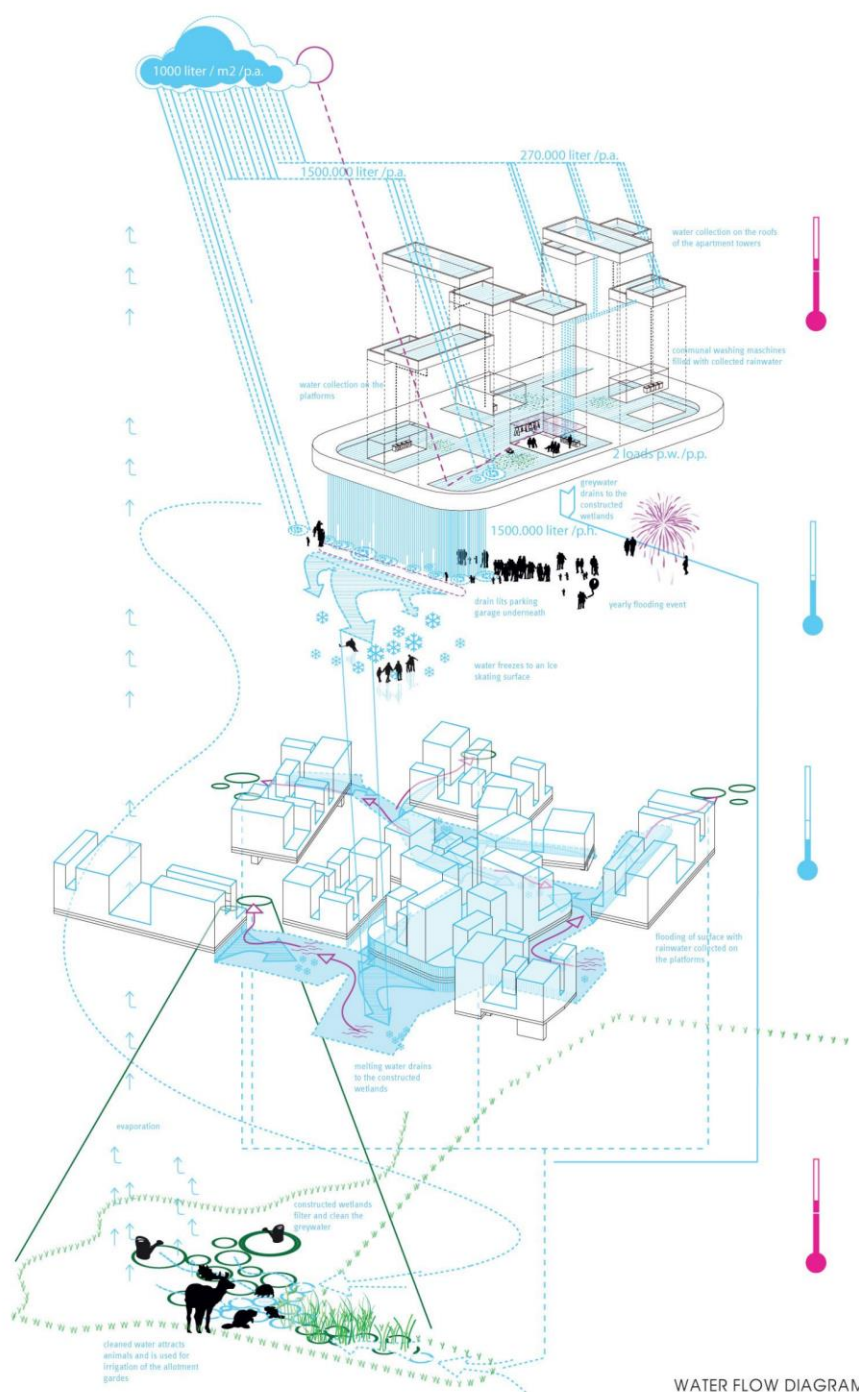 1000 liter / m2 /p.a.
270.000 liter /p.a.
1500.000 liter /p.a.
water collection on the roofs
of the apartment towers
communal washing maschines
filled with collected rainwater
water collection on the
platforms
2 loads p.w. /p.p.
greywater
drains to the
constructed
wetlands
1500.000 liter /p.h.
drain lits parking
garage underneath
yearly flooding event
water freezes to an Ice
skating surface
flooding of surface with
rainwater collected on
the platforms
melting water drains
to the constructed
wetlands
evaporation
constructed wetlands
filter and clean the
greywater
cleaned water attracts
animals and is used for
irrigation of the allotment
gardes
WATER FLOW DIAGRAM